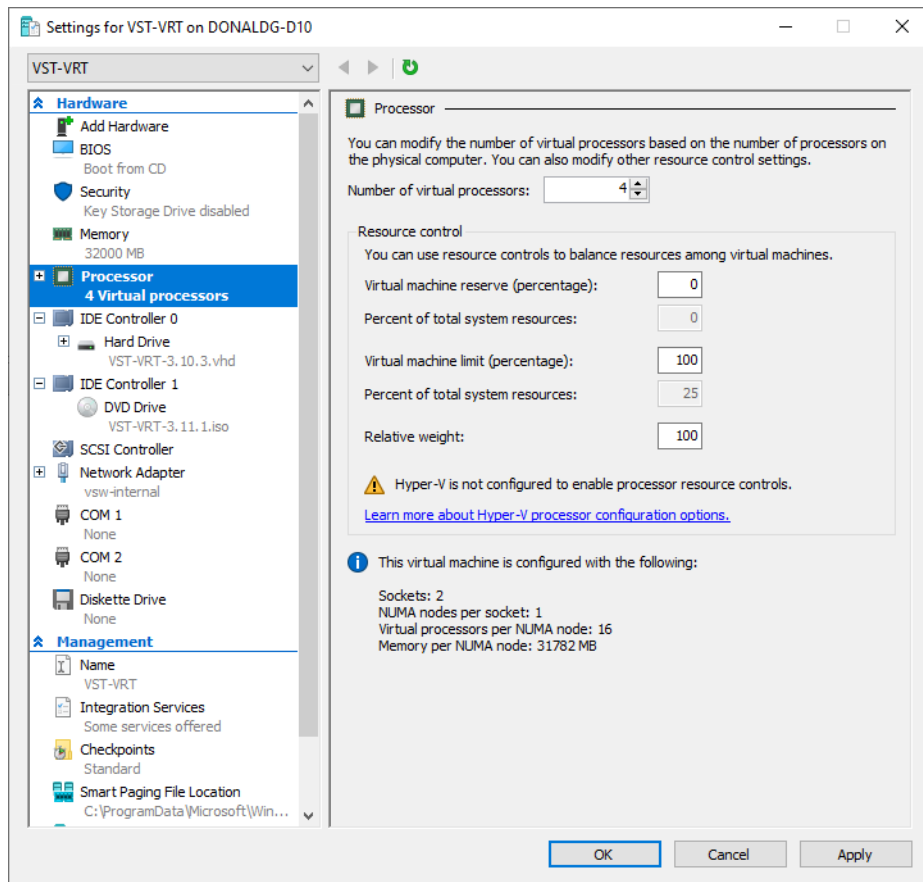 Settings for VST-VRT on DONALDG-D10
VST-VRT
Hardware
Add Hardware
BIOS
Boot from CD
Security
Key Storage Drive disabled
Memory
32000 MB
Processor
4 Virtual processors
IDE Controller 0
Hard Drive
VST-VRT-3.10.3.vhd
IDE Controller 1
DVD Drive
VST-VRT-3.11.1.iso
SCSI Controller
Network Adapter
vsw-internal
COM 1
None
COM 2
None
Diskette Drive
None
Management
Name
VST-VRT
Integration Services
Some services offered
Checkpoints
Standard
Smart Paging File Location
C:\ProgramData\Microsoft\Win...
Processor
You can modify the number of virtual processors based on the number of processors on
the physical computer. You can also modify other resource control settings.
Number of virtual processors: 4
Resource control
You can use resource controls to balance resources among virtual machines.
Virtual machine reserve (percentage): 0
Percent of total system resources: 0
Virtual machine limit (percentage): 100
Percent of total system resources: 25
Relative weight: 100
Hyper-V is not configured to enable processor resource controls.
Learn more about Hyper-V processor configuration options.
This virtual machine is configured with the following:
Sockets: 2
NUMA nodes per socket: 1
Virtual processors per NUMA node: 16
Memory per NUMA node: 31782 MB
OK
Cancel
Apply